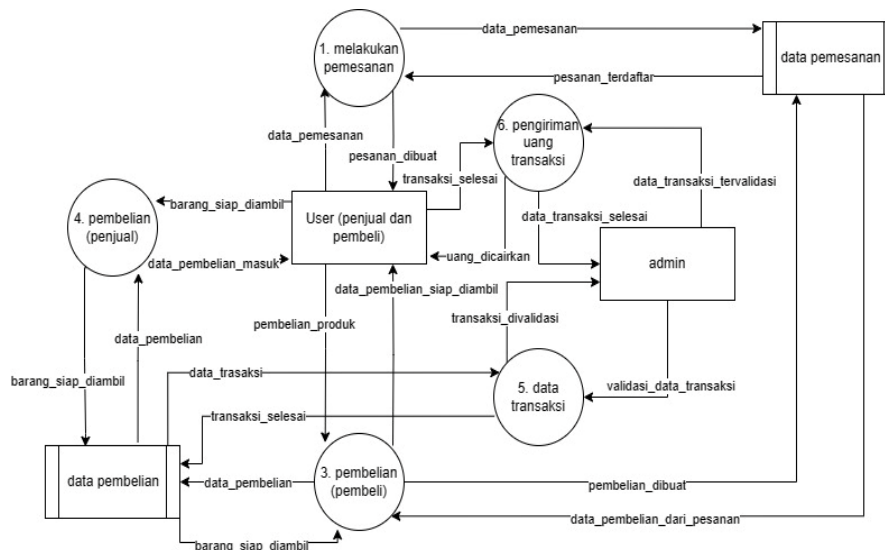 data_pemesanan
1. melakukan
pemesanan
data pemesanan
pesanan_terdaftar
data_pemesanan
6. pengiriman
uang
transaksi
pesanan_dibuat
transaksi_selesai
data_transaksi_tervalidasi
4. pembelian
(penjual)
barang_siap_diambil
User (penjual dan
pembeli)
data_transaksi_selesai
data_pembelian_masuk
uang_dicairkan
admin
data_pembelian_siap_diambil
pembelian_produk
transaksi_divalidasi
data_pembelian
barang_siap_diambil
data_trasaksi
5. data
transaksi
validasi_data_transaksi
transaksi_selesai
data pembelian
data_pembelian
3. pembelian
(pembeli)
pembelian_dibuat
data_pembelian_dari_pesanan
barang_siap_diambil